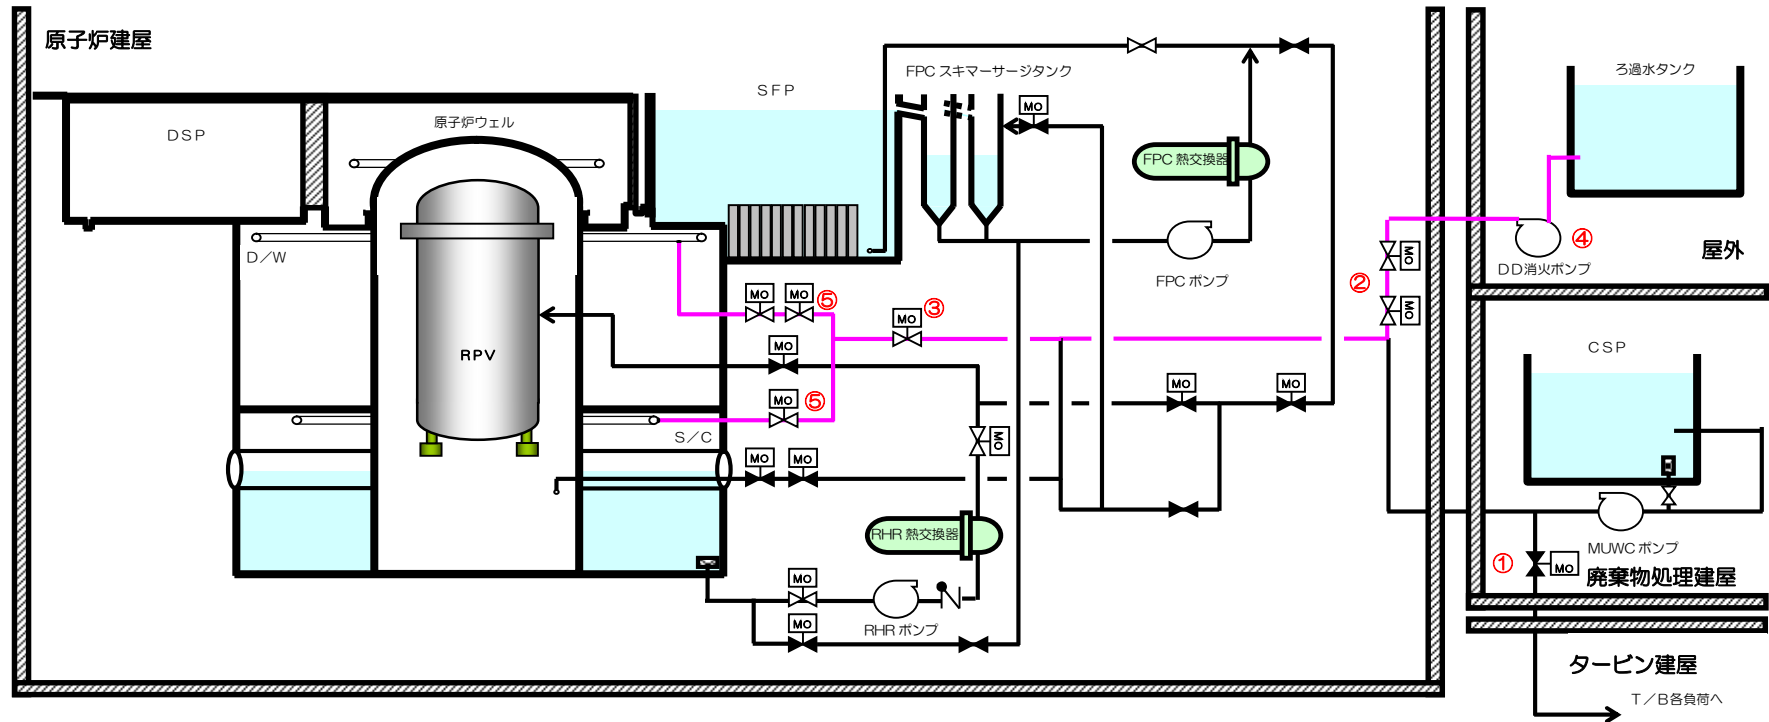 原子炉建屋
DSP
原子炉ウェル
SFP
FPC スキマーサージタンク
MO
FPC 熱交換器
FPC ポンプ
ろ過水タンク
④
DD消火ポンプ
屋外
D/W
RPV
MO
MO
⑤
MO
③
②
MO
MO
MO
MO
⑤
S/C
MO
MO
MO
MO
MO
CSP
RHR 熱交換器
MO
RHR ポンプ
MO
MUWC ポンプ
①
MO
廃棄物処理建屋
タービン建屋
T/B各負荷へ